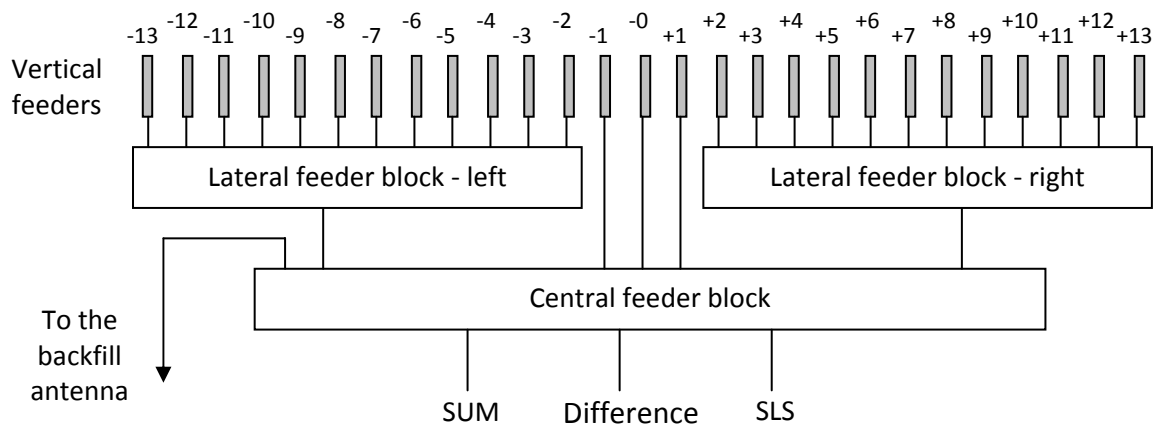 -12 -10 -8 -6 -4 -2 -0 +2 +4 +6 +8 +10 +12
-13 -11 -9 -7 -5 -3 -1 +1 +3 +5 +7 +9 +11 +13
Vertical
feeders
Lateral feeder block - left
Lateral feeder block - right
Central feeder block
To the
backfill
antenna
SUM
Difference
SLS